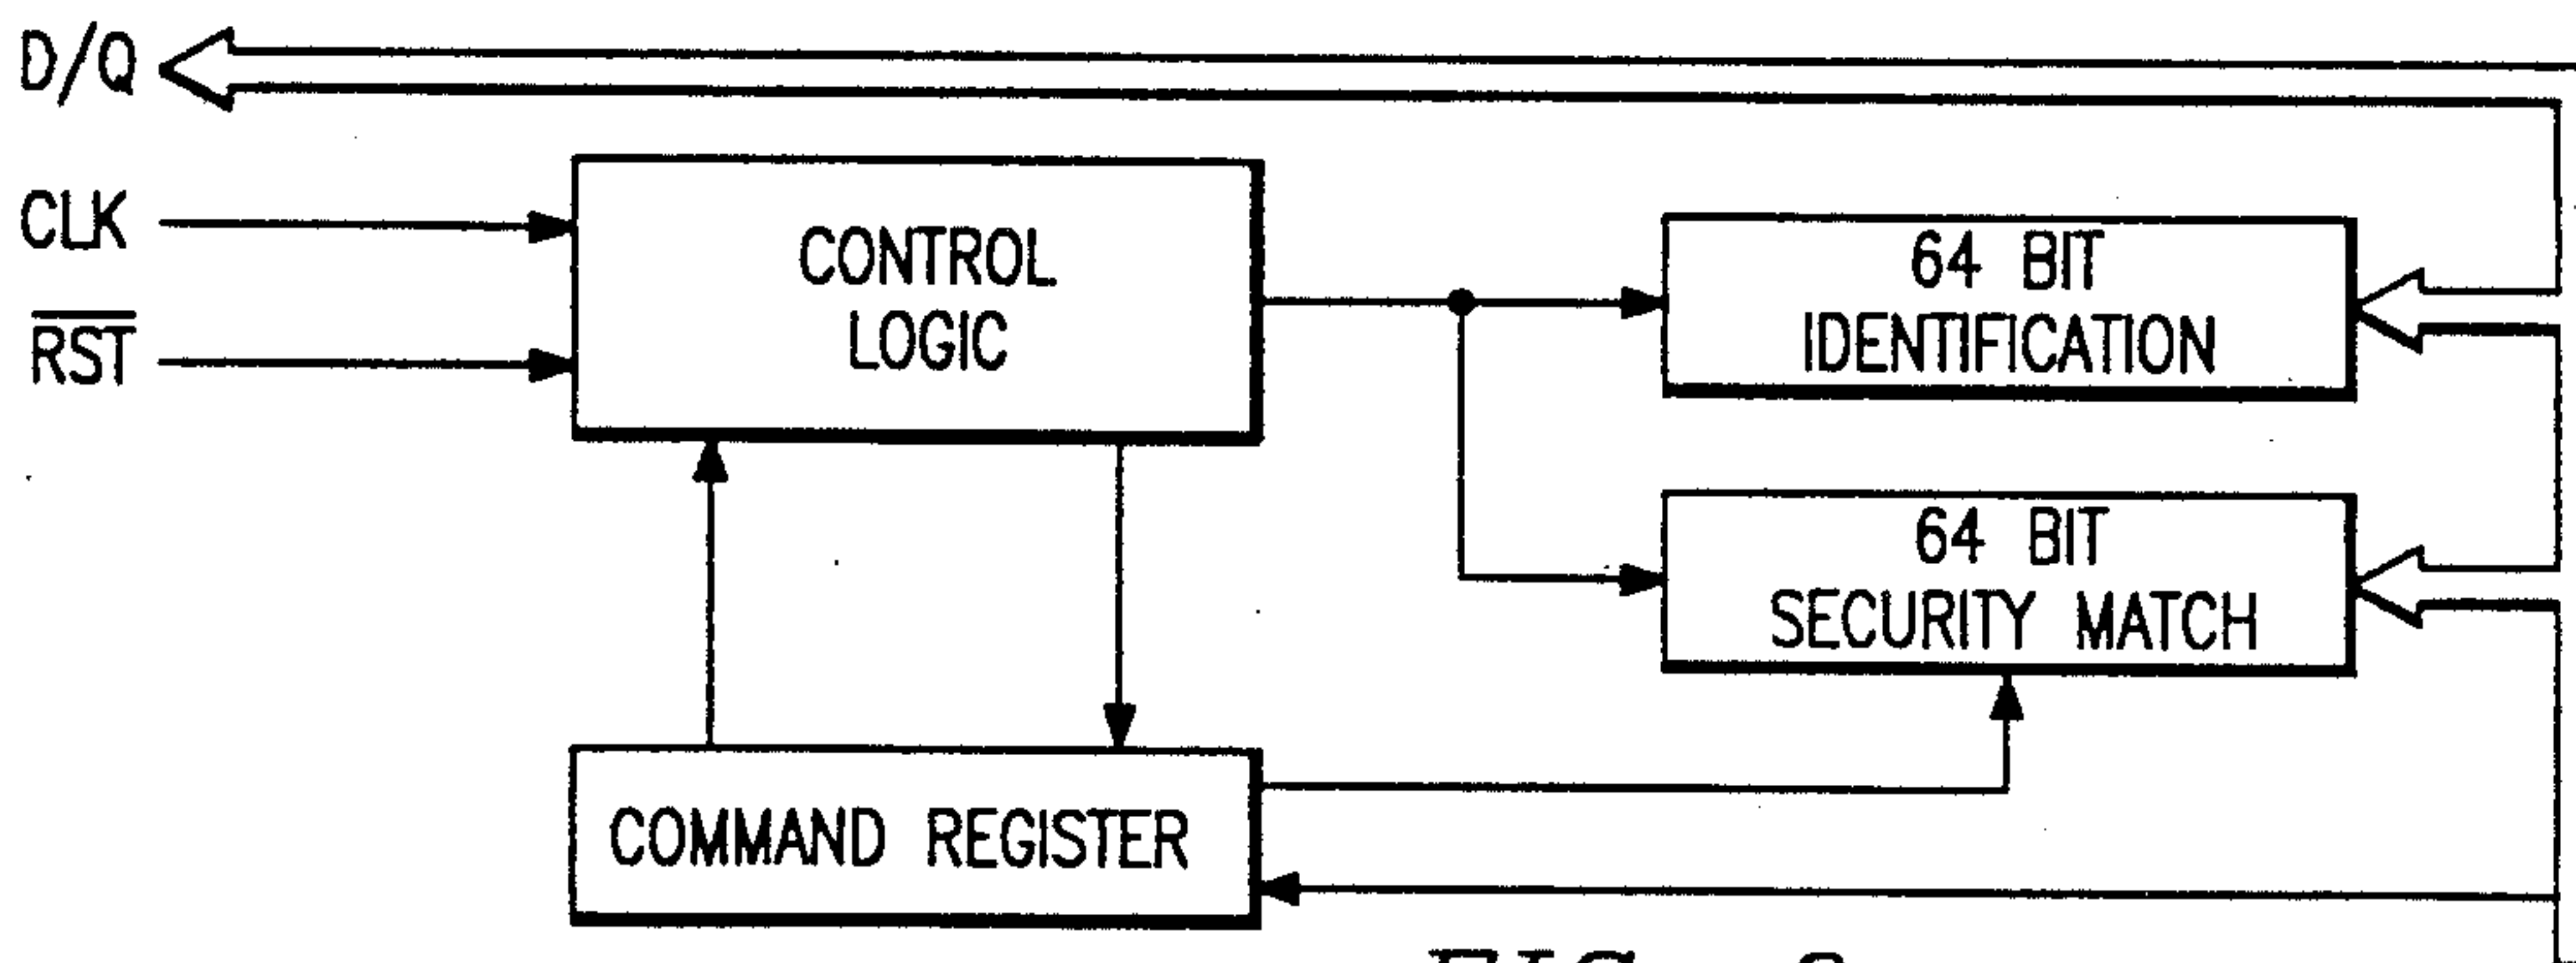 D/Q
CLK
RST
CONTROL
LOGIC
64 BIT
IDENTIFICATION
64 BIT
SECURITY MATCH
COMMAND REGISTER